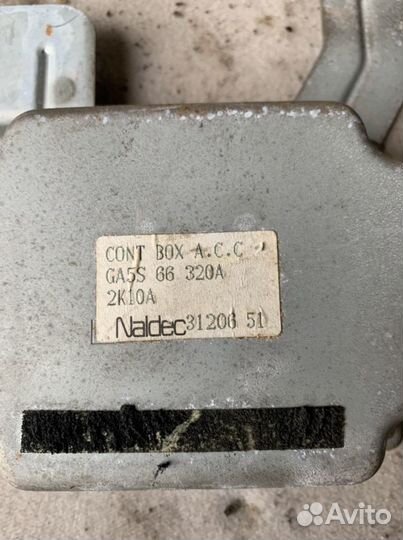 CONT BOX A.C.C
GA5S 66 320A
2K10A
Naldec 31206 51
Avito